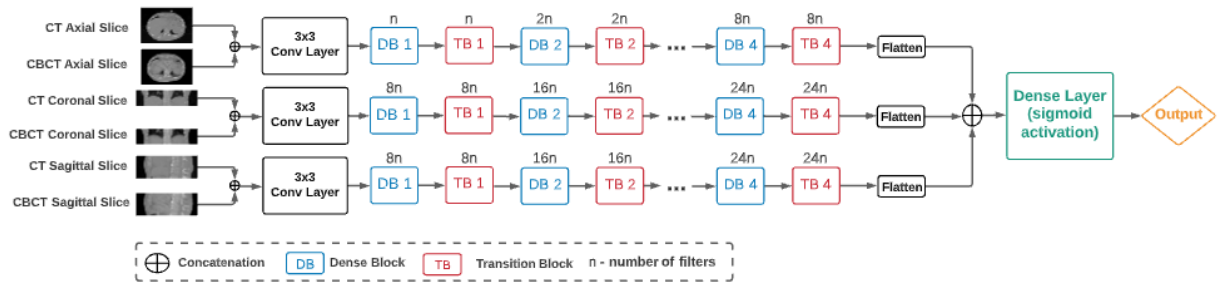 CT Axial Slice
CBCT Axial Slice
3x3
Conv Layer
n
DB 1
n
TB 1
2n
DB 2
2n
TB 2
...
8n
DB 4
8n
TB 4
Flatten
CT Coronal Slice
CBCT Coronal Slice
3x3
Conv Layer
8n
DB 1
8n
TB 1
16n
DB 2
16n
TB 2
...
24n
DB 4
24n
TB 4
Flatten
CT Sagittal Slice
CBCT Sagittal Slice
3x3
Conv Layer
8n
DB 1
8n
TB 1
16n
DB 2
16n
TB 2
...
24n
DB 4
24n
TB 4
Flatten
Dense Layer
(sigmoid
activation)
Output
Concatenation
DB
Dense Block
TB
Transition Block
n - number of filters